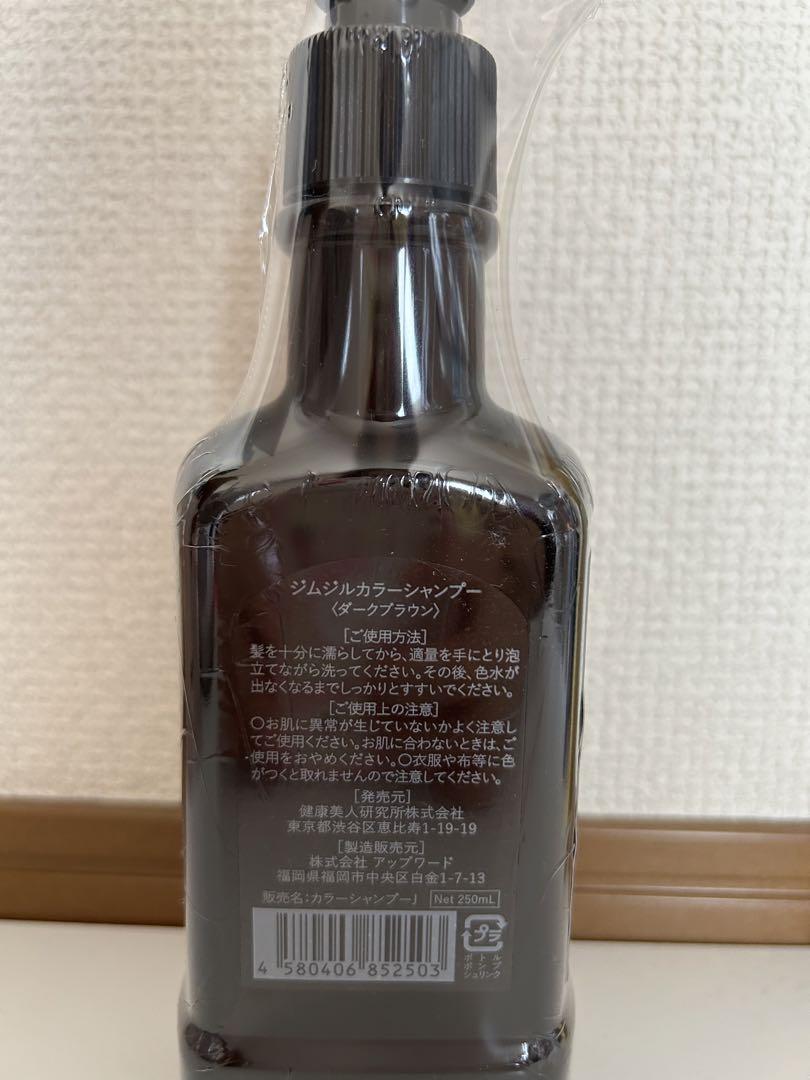 ジムジルカラーシャンプー
〈ダークブラウン〉
[ご使用方法]
髪を十分に濡らしてから、適量を手にとり泡
立てながら洗ってください。その後、色水が
出なくなるまでしっかりとすすいでください。
[ご使用上の注意]
〇お肌に異常が生じていないかよく注意し
てご使用ください。お肌に合わないときは、ご
使用をおやめください。〇衣服や布等に色
がつくと取れませんので注意してください。
[発売元]
健康美人研究所株式会社
東京都渋谷区恵比寿1-19-19
[製造販売元]
株式会社 アップワード
福岡県福岡市中央区白金1-7-13
販売名:カラーシャンプーJ Net 250mL
4 580406 852503
プラ
ボトル
ポンプ
シュリンク